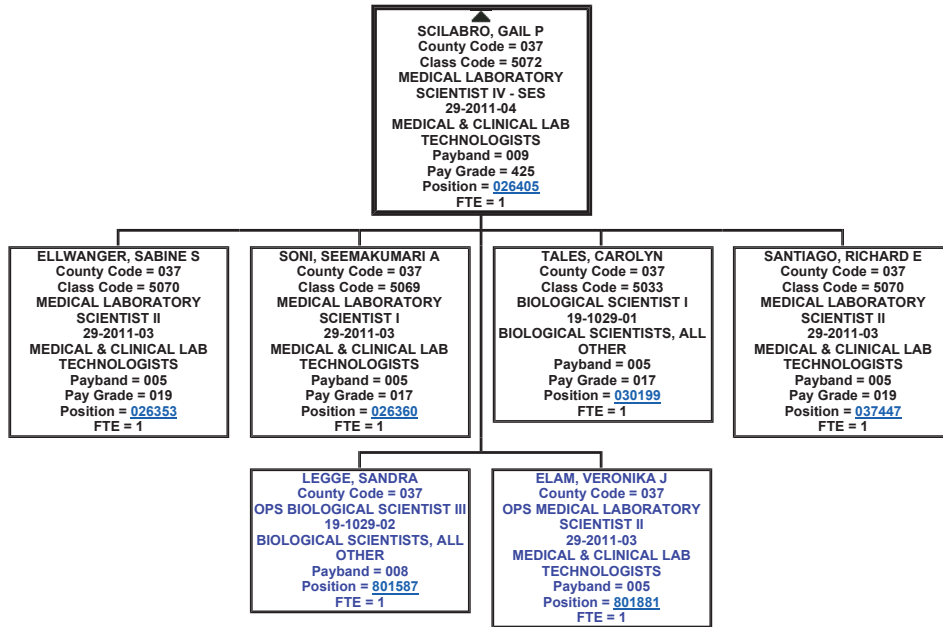 SCILABRO, GAIL P
County Code = 037
Class Code = 5072
MEDICAL LABORATORY
SCIENTIST IV - SES
29-2011-04
MEDICAL & CLINICAL LAB
TECHNOLOGISTS
Payband = 009
Pay Grade = 425
Position = 026405
FTE = 1
ELLWANGER, SABINE S
County Code = 037
Class Code = 5070
MEDICAL LABORATORY
SCIENTIST II
29-2011-03
MEDICAL & CLINICAL LAB
TECHNOLOGISTS
Payband = 005
Pay Grade = 019
Position = 026353
FTE = 1
SONI, SEEMAKUMARI A
County Code = 037
Class Code = 5069
MEDICAL LABORATORY
SCIENTIST I
29-2011-03
MEDICAL & CLINICAL LAB
TECHNOLOGISTS
Payband = 005
Pay Grade = 017
Position = 026360
FTE = 1
TALES, CAROLYN
County Code = 037
Class Code = 5033
BIOLOGICAL SCIENTIST I
19-1029-01
BIOLOGICAL SCIENTISTS, ALL
OTHER
Payband = 005
Pay Grade = 017
Position = 030199
FTE = 1
SANTIAGO, RICHARD E
County Code = 037
Class Code = 5070
MEDICAL LABORATORY
SCIENTIST II
29-2011-03
MEDICAL & CLINICAL LAB
TECHNOLOGISTS
Payband = 005
Pay Grade = 019
Position = 037447
FTE = 1
LEGGE, SANDRA
County Code = 037
OPS BIOLOGICAL SCIENTIST III
19-1029-02
BIOLOGICAL SCIENTISTS, ALL
OTHER
Payband = 008
Position = 801587
FTE = 1
ELAM, VERONIKA J
County Code = 037
OPS MEDICAL LABORATORY
SCIENTIST II
29-2011-03
MEDICAL & CLINICAL LAB
TECHNOLOGISTS
Payband = 005
Position = 801881
FTE = 1